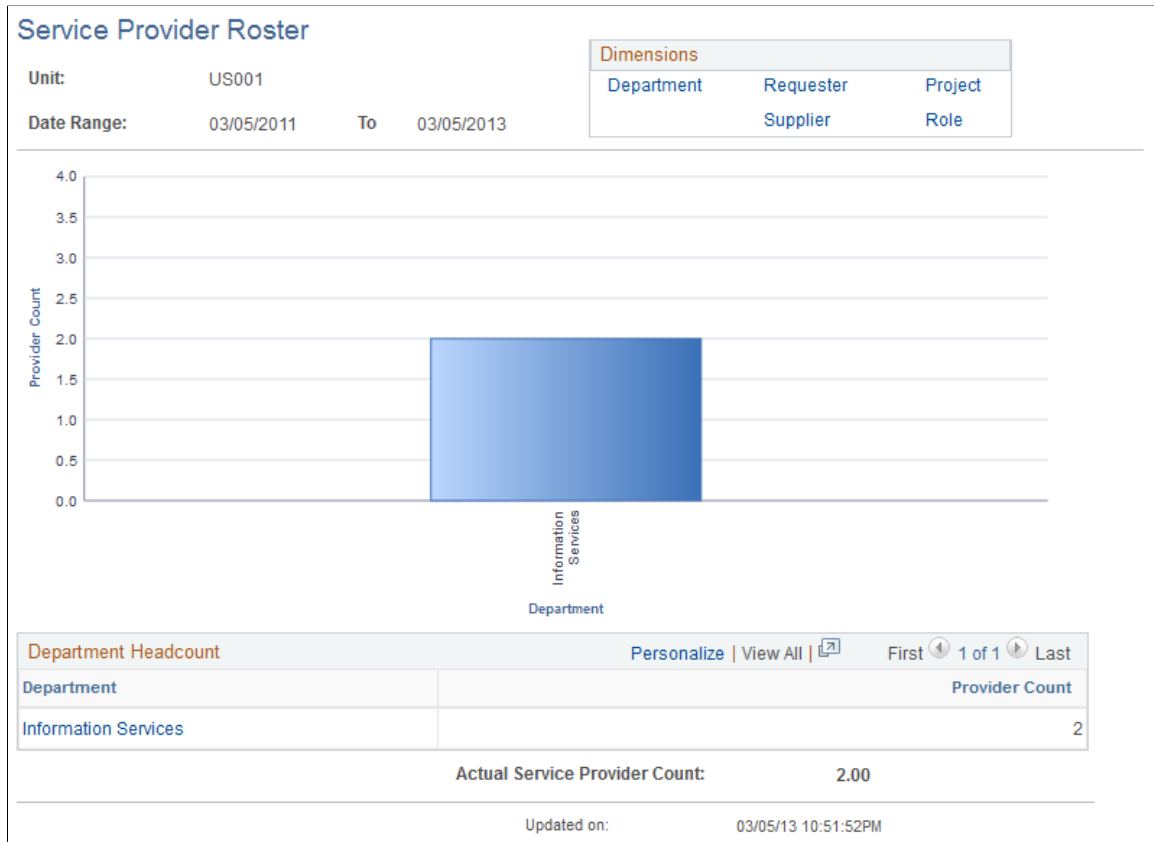 Service Provider Roster
Dimensions
Unit: US001
Department Requester Project
Date Range: 03/05/2011 To 03/05/2013
Supplier Role
4.0
3.5
3.0
2.5
2.0
1.5
1.0
0.5
0.0
Provider Count
Information
Services
Department
Department Headcount Personalize | View All | First 1 of 1 Last
Department Provider Count
Information Services 2
Actual Service Provider Count: 2.00
Updated on: 03/05/13 10:51:52PM